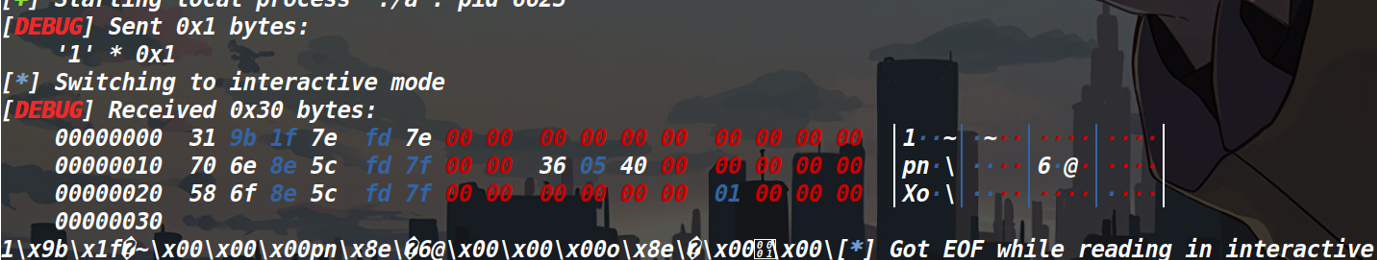 [+] Starting local process './a': pid 6625
[DEBUG] Sent 0x1 bytes:
'1' * 0x1
[*] Switching to interactive mode
[DEBUG] Received 0x30 bytes:
00000000  31 9b 1f 7e  fd 7e 00 00  00 00 00 00  00 00 00 00  │1··~│·~··│····│····│
00000010  70 6e 8e 5c  fd 7f 00 00  36 05 40 00  00 00 00 00  │pn·\│····│6·@·│····│
00000020  58 6f 8e 5c  fd 7f 00 00  00 00 00 00  01 00 00 00  │Xo·\│····│····│····│
00000030
1\x9b\x1f�~\x00\x00\x00pn\x8e\�6@\x00\x00\x00o\x8e\�\x00\x00\[*] Got EOF while reading in interactive